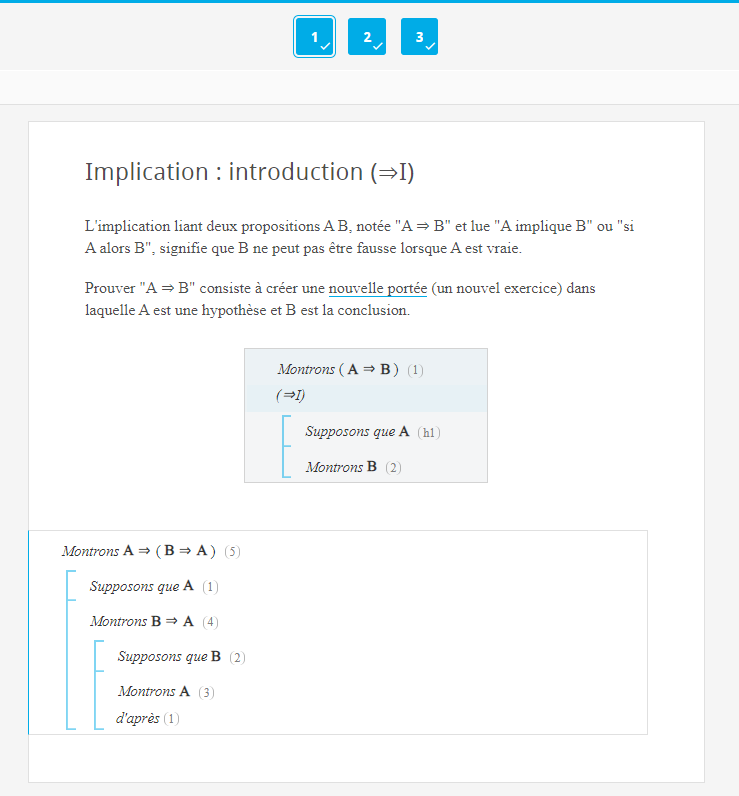 1
2
3
Implication : introduction (⇒I)
L'implication liant deux propositions A B, notée "A ⇒ B" et lue "A implique B" ou "si
A alors B", signifie que B ne peut pas être fausse lorsque A est vraie.
Prouver "A ⇒ B" consiste à créer une nouvelle portée (un nouvel exercice) dans
laquelle A est une hypothèse et B est la conclusion.
Montrons ( A ⇒ B ) (1)
(⇒I)
Supposons que A (h1)
Montrons B (2)
Montrons A ⇒ ( B ⇒ A ) (5)
Supposons que A (1)
Montrons B ⇒ A (4)
Supposons que B (2)
Montrons A (3)
d'après (1)